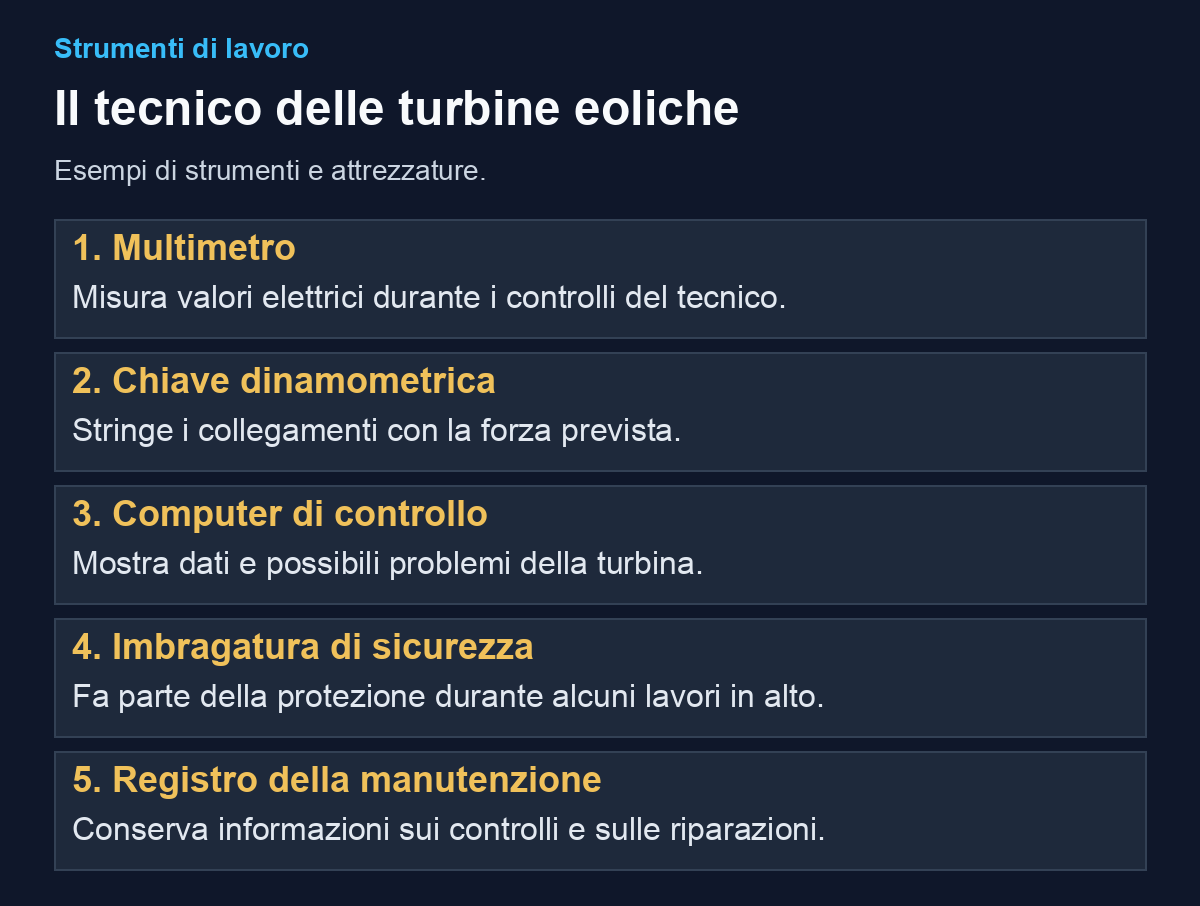 Strumenti di lavoro
Il tecnico delle turbine eoliche
Esempi di strumenti e attrezzature.
1. Multimetro
Misura valori elettrici durante i controlli del tecnico.
2. Chiave dinamometrica
Stringe i collegamenti con la forza prevista.
3. Computer di controllo
Mostra dati e possibili problemi della turbina.
4. Imbragatura di sicurezza
Fa parte della protezione durante alcuni lavori in alto.
5. Registro della manutenzione
Conserva informazioni sui controlli e sulle riparazioni.